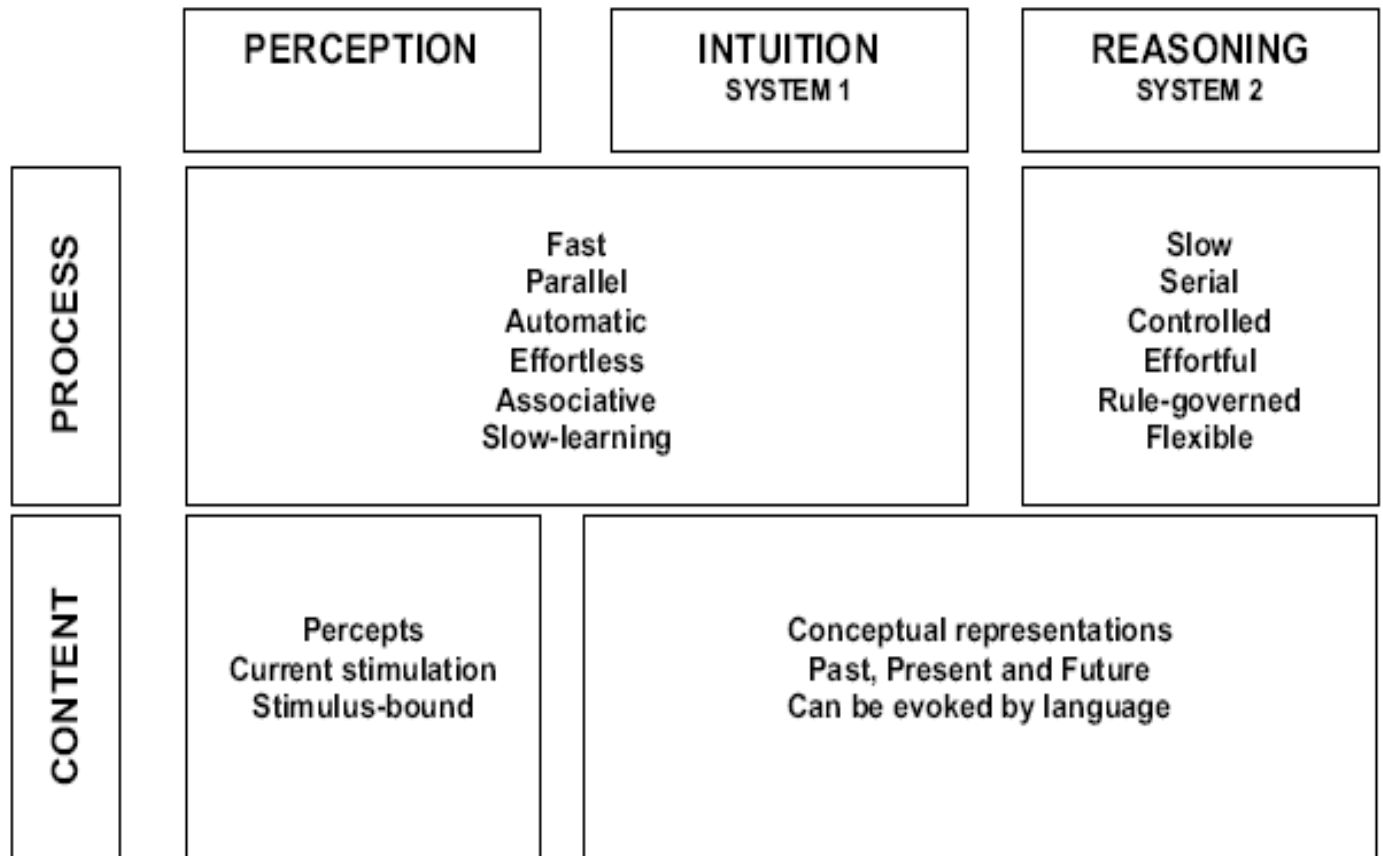 PERCEPTION
INTUITION
SYSTEM 1
REASONING
SYSTEM 2
PROCESS
Fast
Parallel
Automatic
Effortless
Associative
Slow-learning
Slow
Serial
Controlled
Effortful
Rule-governed
Flexible
CONTENT
Percepts
Current stimulation
Stimulus-bound
Conceptual representations
Past, Present and Future
Can be evoked by language